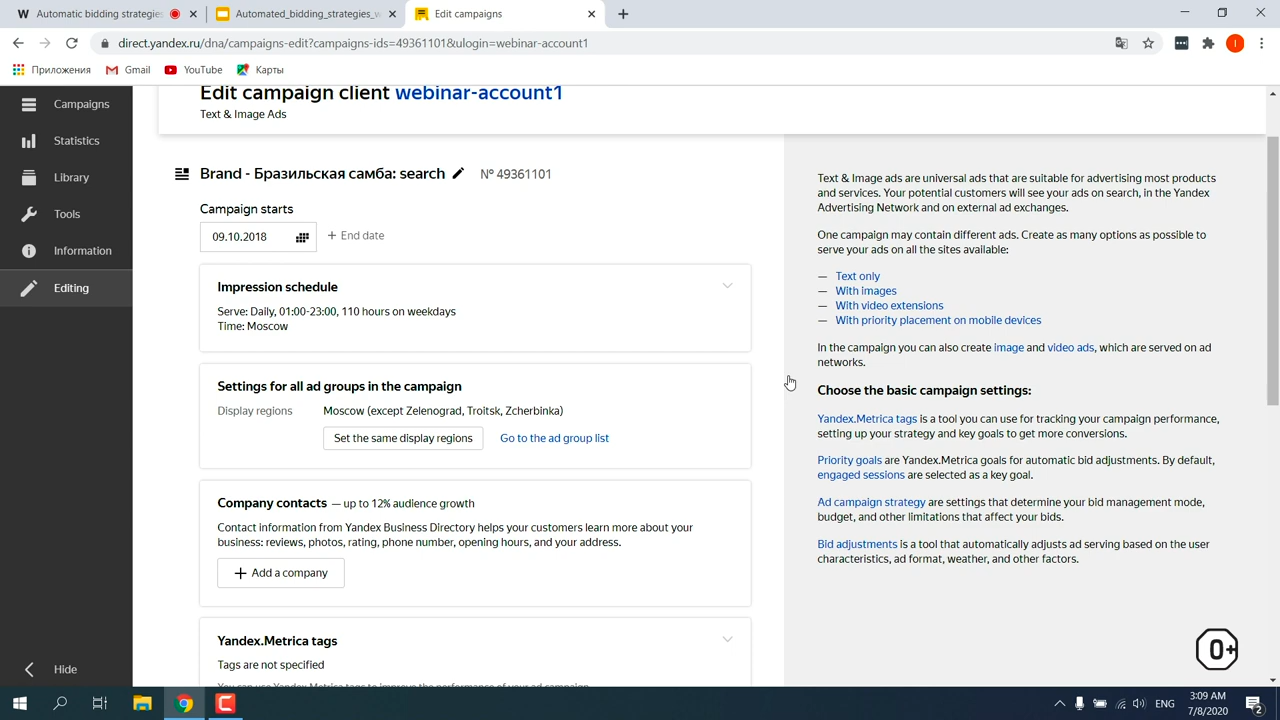 Automatic bidding strategies
Automated_bidding_strategies_w
Edit campaigns
direct.yandex.ru/dna/campaigns-edit?campaigns-ids=49361101&ulogin=webinar-account1
Приложения
Gmail
YouTube
Карты
Campaigns
Statistics
Library
Tools
Information
Editing
Hide
Edit campaign client webinar-account1
Text & Image Ads
Brand - Бразильская самба: search
№ 49361101
Campaign starts
09.10.2018
+ End date
Impression schedule
Serve: Daily, 01:00-23:00, 110 hours on weekdays
Time: Moscow
Settings for all ad groups in the campaign
Display regions
Moscow (except Zelenograd, Troitsk, Zcherbinka)
Set the same display regions
Go to the ad group list
Company contacts — up to 12% audience growth
Contact information from Yandex Business Directory helps your customers learn more about your
business: reviews, photos, rating, phone number, opening hours, and your address.
+ Add a company
Yandex.Metrica tags
Tags are not specified
You can use Yandex.Metrica tags to improve the performance of your ad campaign
Text & Image ads are universal ads that are suitable for advertising most products
and services. Your potential customers will see your ads on search, in the Yandex
Advertising Network and on external ad exchanges.
One campaign may contain different ads. Create as many options as possible to
serve your ads on all the sites available:
— Text only
— With images
— With video extensions
— With priority placement on mobile devices
In the campaign you can also create image and video ads, which are served on ad
networks.
Choose the basic campaign settings:
Yandex.Metrica tags is a tool you can use for tracking your campaign performance,
setting up your strategy and key goals to get more conversions.
Priority goals are Yandex.Metrica goals for automatic bid adjustments. By default,
engaged sessions are selected as a key goal.
Ad campaign strategy are settings that determine your bid management mode,
budget, and other limitations that affect your bids.
Bid adjustments is a tool that automatically adjusts ad serving based on the user
characteristics, ad format, weather, and other factors.
0+
ENG
3:09 AM
7/8/2020
2